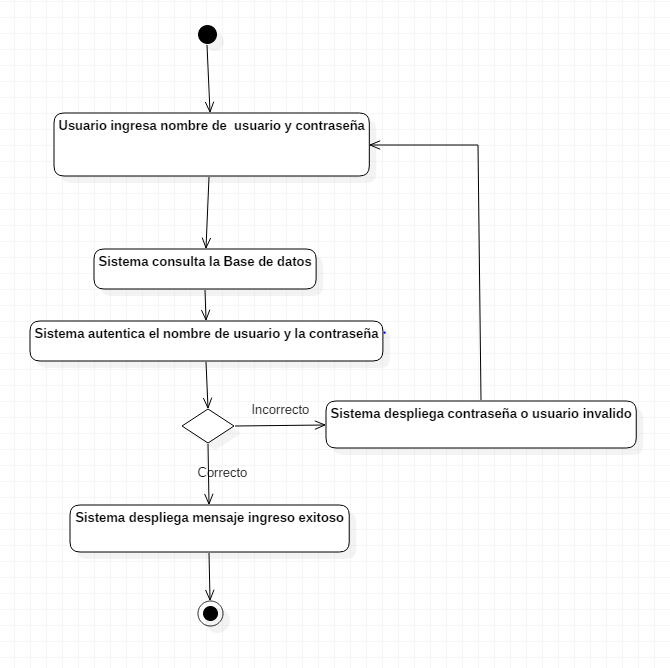 Usuario ingresa nombre de  usuario y contraseña
Sistema consulta la Base de datos
Sistema autentica el nombre de usuario y la contraseña
Incorrecto
Sistema despliega contraseña o usuario invalido
Correcto
Sistema despliega mensaje ingreso exitoso